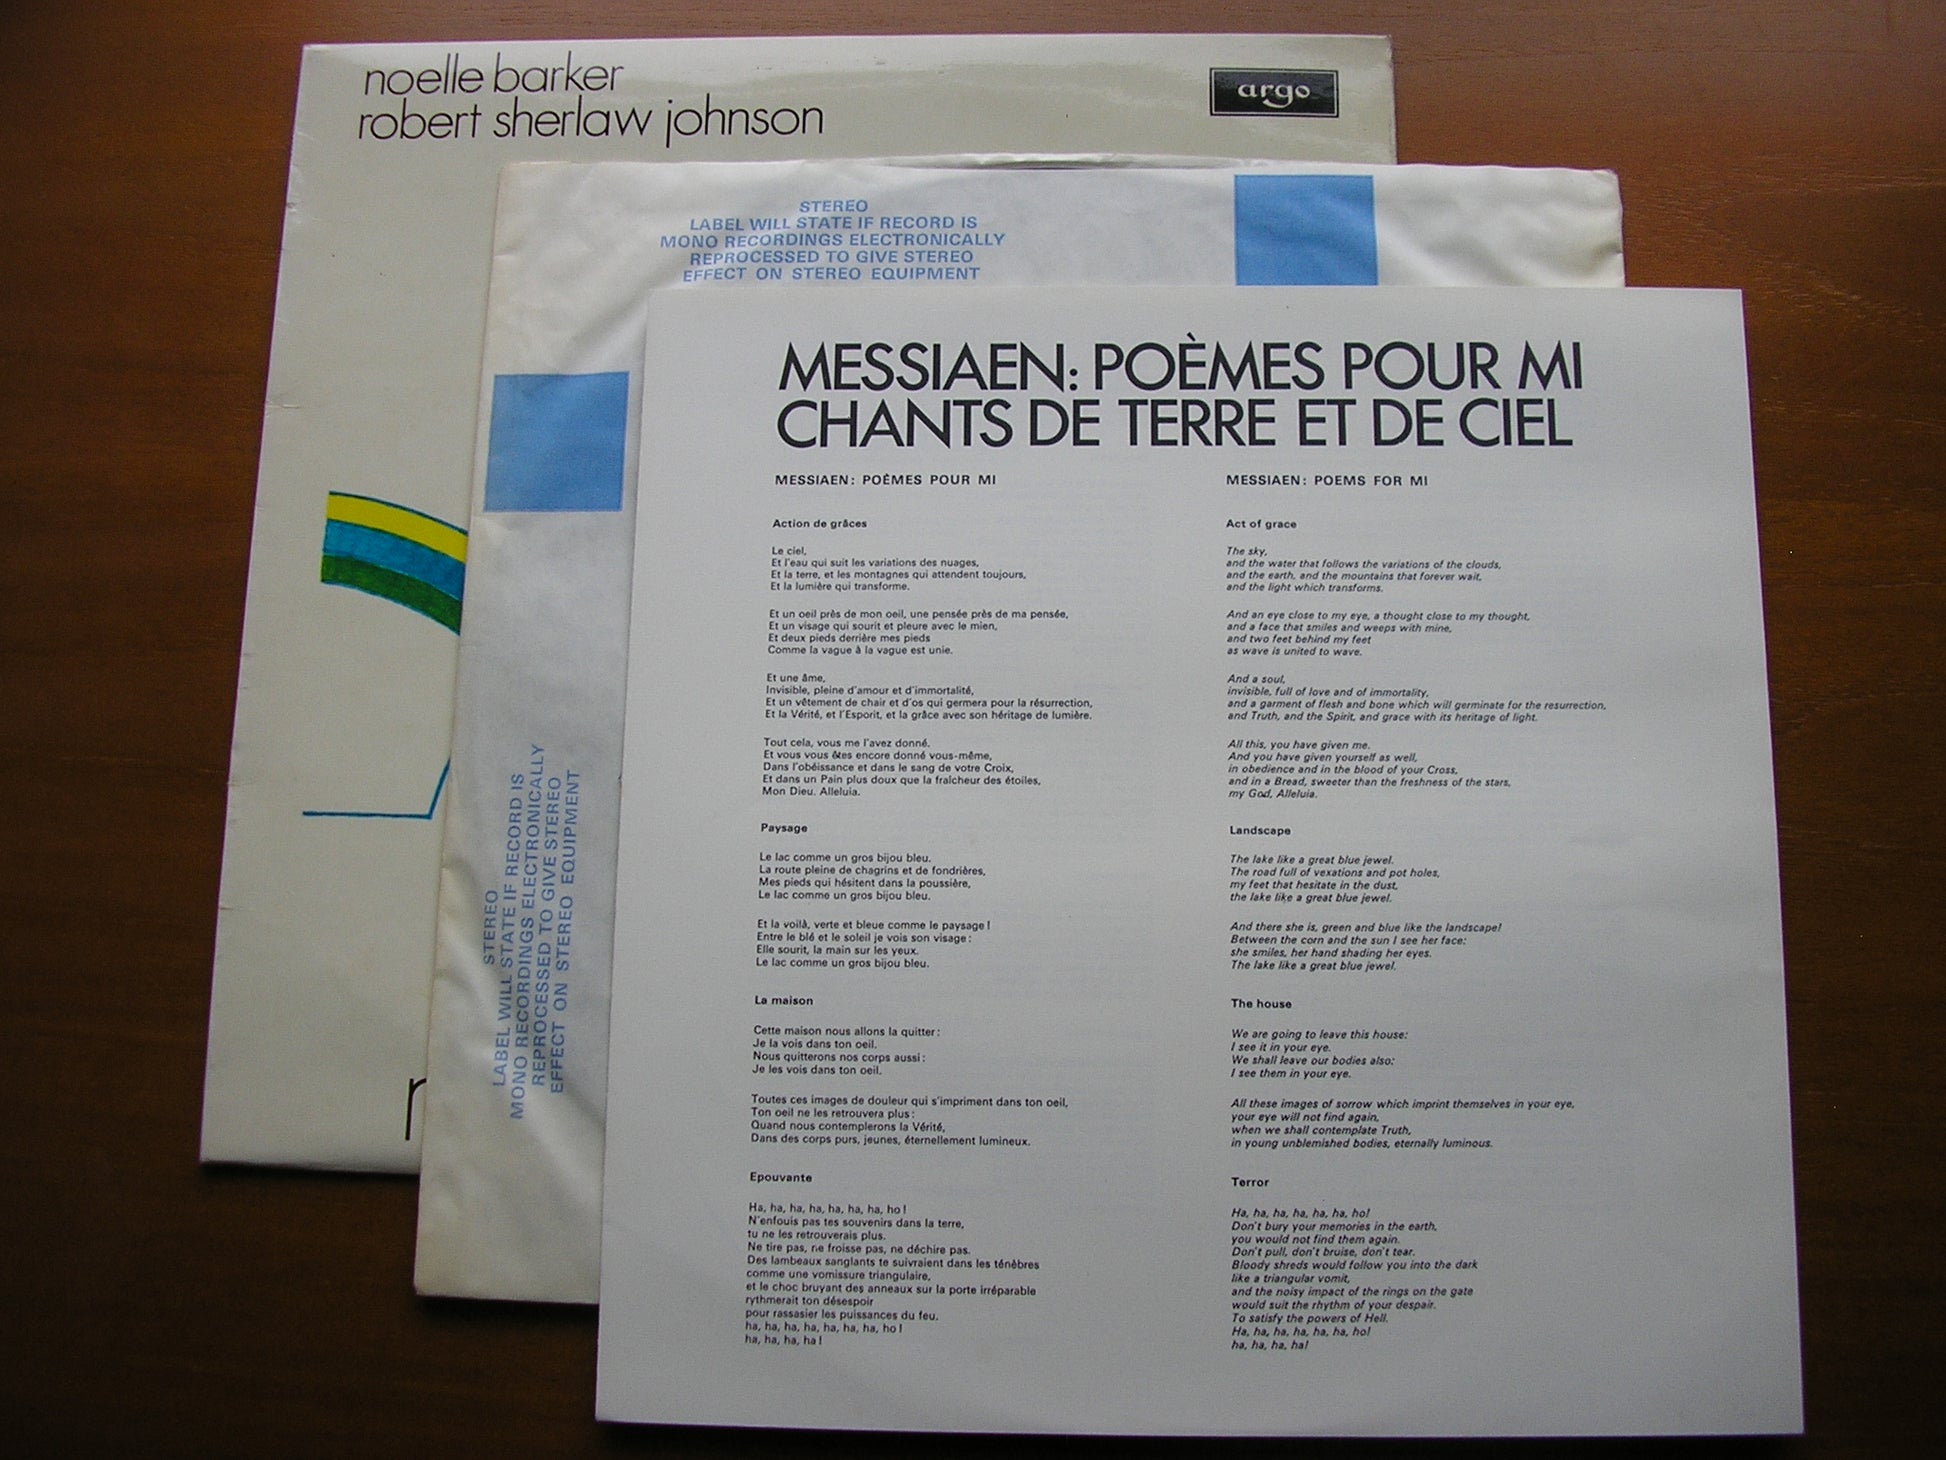 noelle barker
robert sherlaw johnson
argo
STEREO
LABEL WILL STATE IF RECORD IS
MONO RECORDINGS ELECTRONICALLY
REPROCESSED TO GIVE STEREO
EFFECT ON STEREO EQUIPMENT
STEREO
LABEL WILL STATE IF RECORD IS
MONO RECORDINGS ELECTRONICALLY
REPROCESSED TO GIVE STEREO
EFFECT ON STEREO EQUIPMENT
MESSIAEN: POÈMES POUR MI
CHANTS DE TERRE ET DE CIEL
MESSIAEN: POÈMES POUR MI
Action de grâces
Le ciel,
Et l'eau qui suit les variations des nuages,
Et la terre, et les montagnes qui attendent toujours,
Et la lumière qui transforme.
Et un oeil près de mon oeil, une pensée près de ma pensée,
Et un visage qui sourit et pleure avec le mien,
Et deux pieds derrière mes pieds
Comme la vague à la vague est unie.
Et une âme,
Invisible, pleine d'amour et d'immortalité,
Et un vêtement de chair et d'os qui germera pour la résurrection,
Et la Vérité, et l'Esporit, et la grâce avec son héritage de lumière.
Tout cela, vous me l'avez donné.
Et vous vous êtes encore donné vous-même,
Dans l'obéissance et dans le sang de votre Croix,
Et dans un Pain plus doux que la fraîcheur des étoiles,
Mon Dieu. Alleluia.
Paysage
Le lac comme un gros bijou bleu.
La route pleine de chagrins et de fondrières,
Mes pieds qui hésitent dans la poussière,
Le lac comme un gros bijou bleu.
Et la voilà, verte et bleue comme le paysage!
Entre le blé et le soleil je vois son visage:
Elle sourit, la main sur les yeux.
Le lac comme un gros bijou bleu.
La maison
Cette maison nous allons la quitter:
Je la vois dans ton oeil.
Nous quitterons nos corps aussi:
Je les vois dans ton oeil.
Toutes ces images de douleur qui s'impriment dans ton oeil,
Ton oeil ne les retrouvera plus:
Quand nous contemplerons la Vérité,
Dans des corps purs, jeunes, éternellement lumineux.
Epouvante
Ha, ha, ha, ha, ha, ha, ha, ho!
N'enfouis pas tes souvenirs dans la terre,
tu ne les retrouverais plus.
Ne tire pas, ne froisse pas, ne déchire pas.
Des lambeaux sanglants te suivraient dans les ténèbres
comme une vomissure triangulaire,
et le choc bruyant des anneaux sur la porte irréparable
rythmerait ton désespoir
pour rassasier les puissances du feu.
ha, ha, ha, ha, ha, ha, ha, ho!
ha, ha, ha, ha!
MESSIAEN: POEMS FOR MI
Act of grace
The sky,
and the water that follows the variations of the clouds,
and the earth, and the mountains that forever wait,
and the light which transforms.
And an eye close to my eye, a thought close to my thought,
and a face that smiles and weeps with mine,
and two feet behind my feet
as wave is united to wave.
And a soul,
invisible, full of love and of immortality,
and a garment of flesh and bone which will germinate for the resurrection,
and Truth, and the Spirit, and grace with its heritage of light.
All this, you have given me.
And you have given yourself as well,
in obedience and in the blood of your Cross,
and in a Bread, sweeter than the freshness of the stars,
my God, Alleluia.
Landscape
The lake like a great blue jewel.
The road full of vexations and pot holes,
my feet that hesitate in the dust,
the lake like a great blue jewel.
And there she is, green and blue like the landscape!
Between the corn and the sun I see her face:
she smiles, her hand shading her eyes.
The lake like a great blue jewel.
The house
We are going to leave this house:
I see it in your eye.
We shall leave our bodies also:
I see them in your eye.
All these images of sorrow which imprint themselves in your eye,
your eye will not find again,
when we shall contemplate Truth,
in young unblemished bodies, eternally luminous.
Terror
Ha, ha, ha, ha, ha, ha, ho!
Don't bury your memories in the earth,
you would not find them again.
Don't pull, don't bruise, don't tear.
Bloody shreds would follow you into the dark
like a triangular vomit,
and the noisy impact of the rings on the gate
would suit the rhythm of your despair.
To satisfy the powers of Hell.
Ha, ha, ha, ha, ha, ha, ho!
ha, ha, ha, ha!